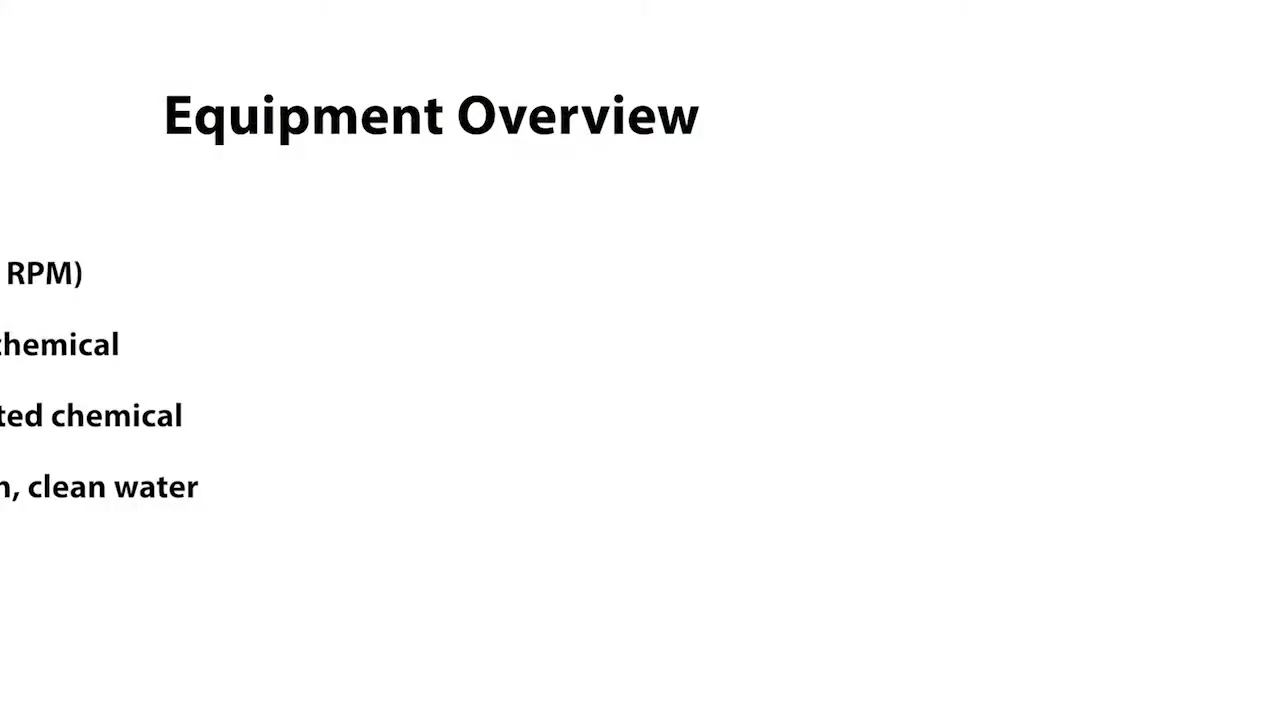 Equipment Overview
RPM)
chemical
ted chemical
, clean water